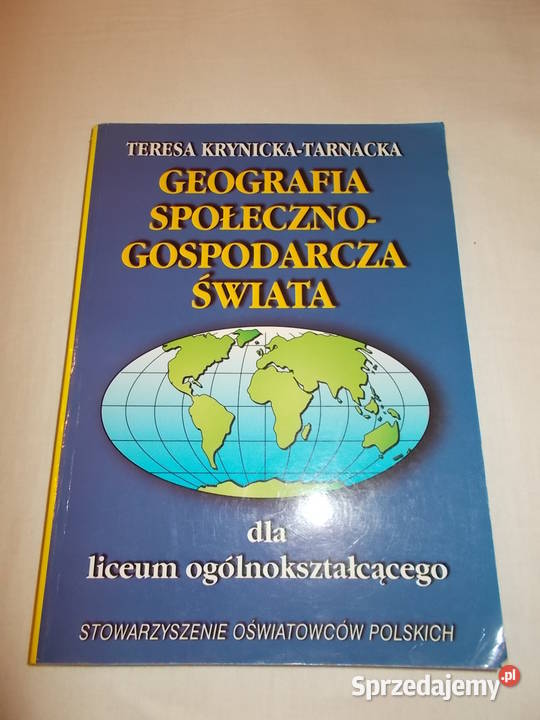 TERESA KRYNICKA-TARNACKA
GEOGRAFIA
SPOŁECZNO-
GOSPODARCZA
ŚWIATA
dla
liceum ogólnokształcącego
STOWARZYSZENIE OŚWIATOWCÓW POLSKICH
Sprzedajemy.pl